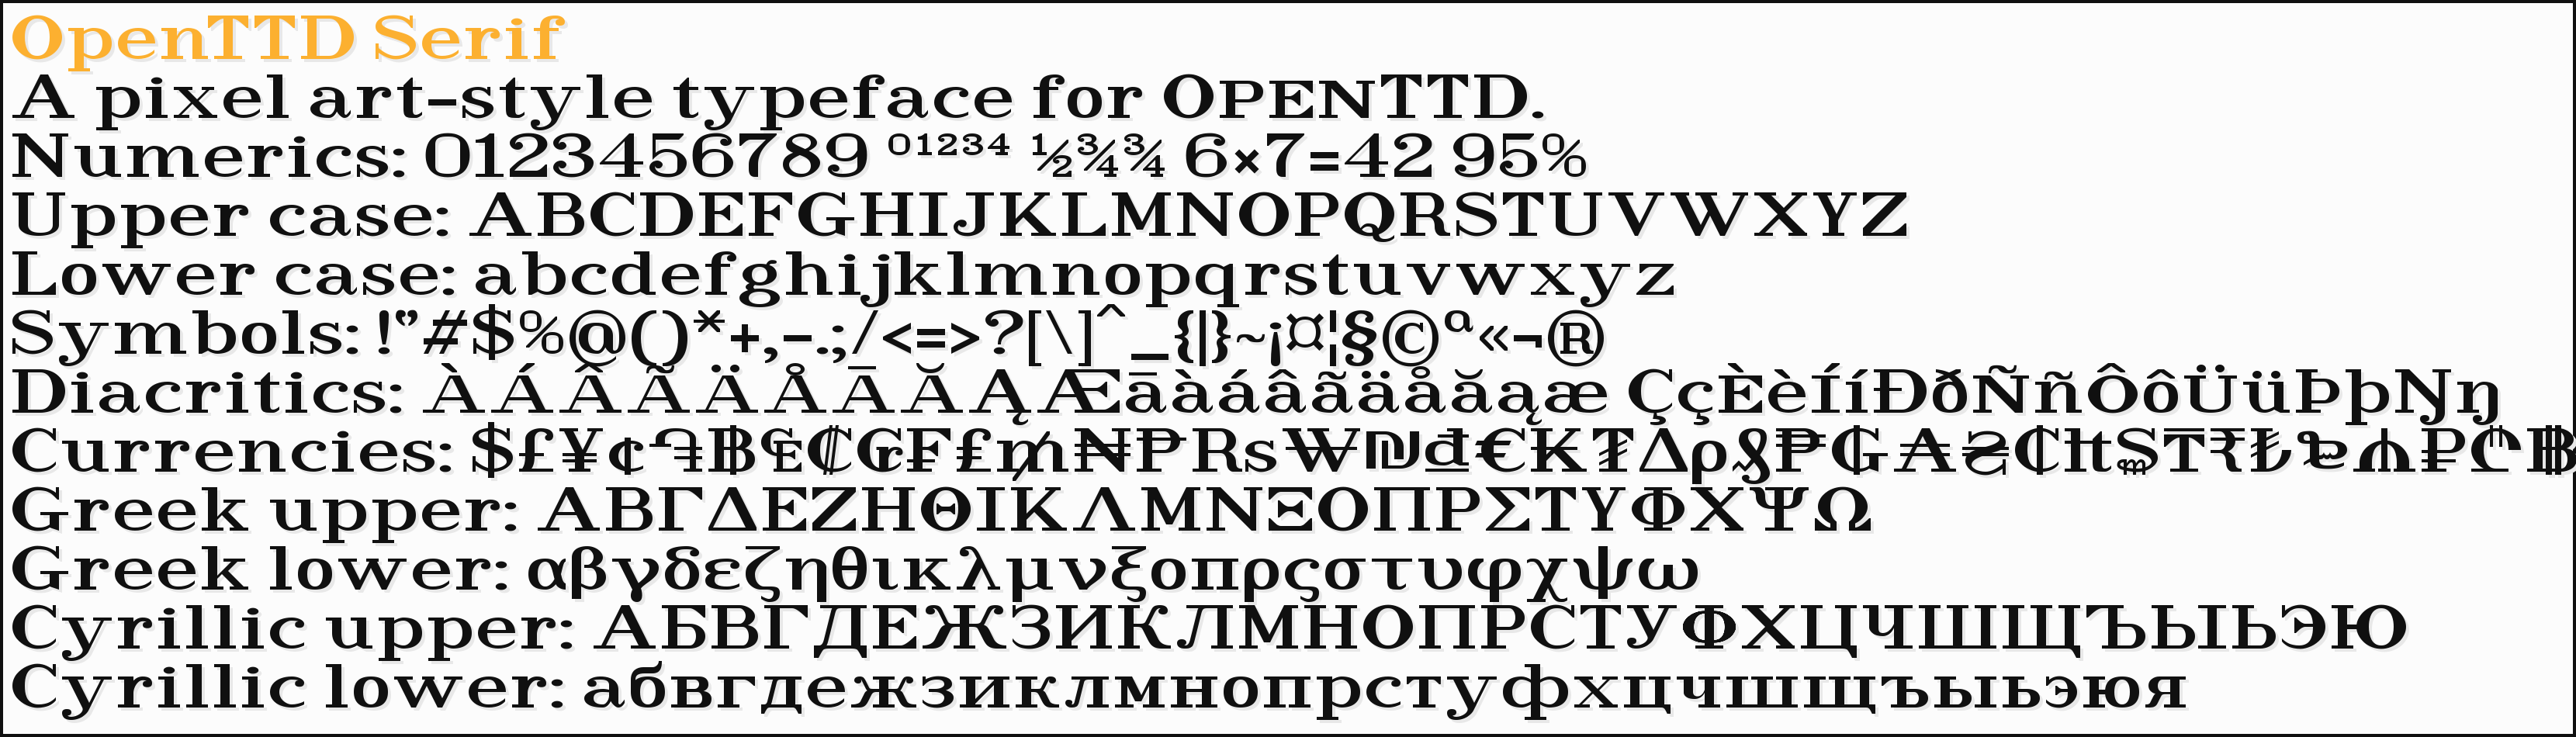 OpenTTD Serif
A pixel art-style typeface for OᴘᴇɴTTD.
Numerics: 0123456789 ⁰¹²³⁴ ½¾¾ 6×7=42 95%
Upper case: ABCDEFGHIJKLMNOPQRSTUVWXYZ
Lower case: abcdefghijklmnopqrstuvwxyz
Symbols: !"#$%@()*+,-.;/<=>?[\]^_{|}~¡¤¦§©ª«¬®
Diacritics: ÀÁÂÃÄÅĀĂĄÆāàáâãäåăąæ ÇçÈèÍíÐðÑñÔôÜüÞþŊŋ
Currencies: $£¥¢֏฿₠₡₢₣₤₥₦₧₨₩₪₫€₭₮∆ρ₰₱₲₳₴₵₶₷₸₹₺₻₼₽₾₿
Greek upper: ΑΒΓΔΕΖΗΘΙΚΛΜΝΞΟΠΡΣΤΥΦΧΨΩ
Greek lower: αβγδεζηθικλμνξοπρςστυφχψω
Cyrillic upper: АБВГДЕЖЗИКЛМНОПРСТУФХЦЧШЩЪЬІЬЭЮ
Cyrillic lower: абвгдежзиклмнопрстуфхцчшщъыьэюя